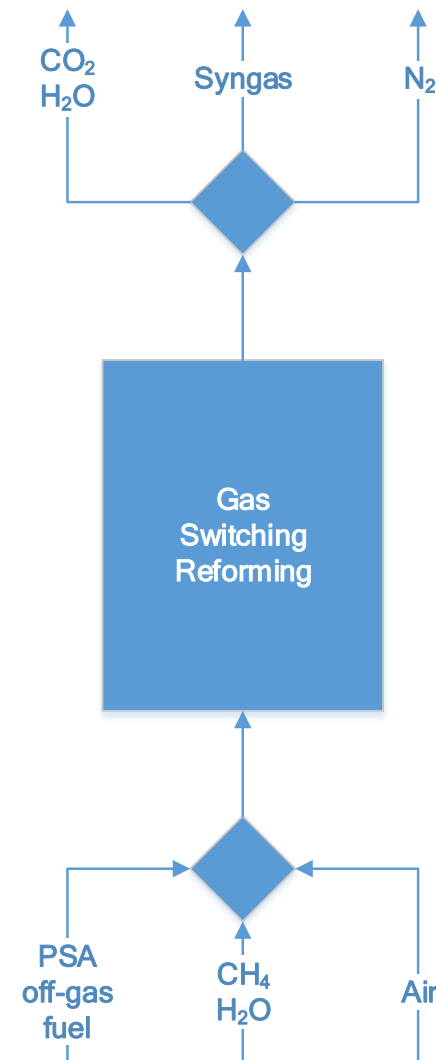 CO₂
H₂O
Syngas
N₂
Gas
Switching
Reforming
PSA
off-gas
fuel
CH₄
H₂O
Air